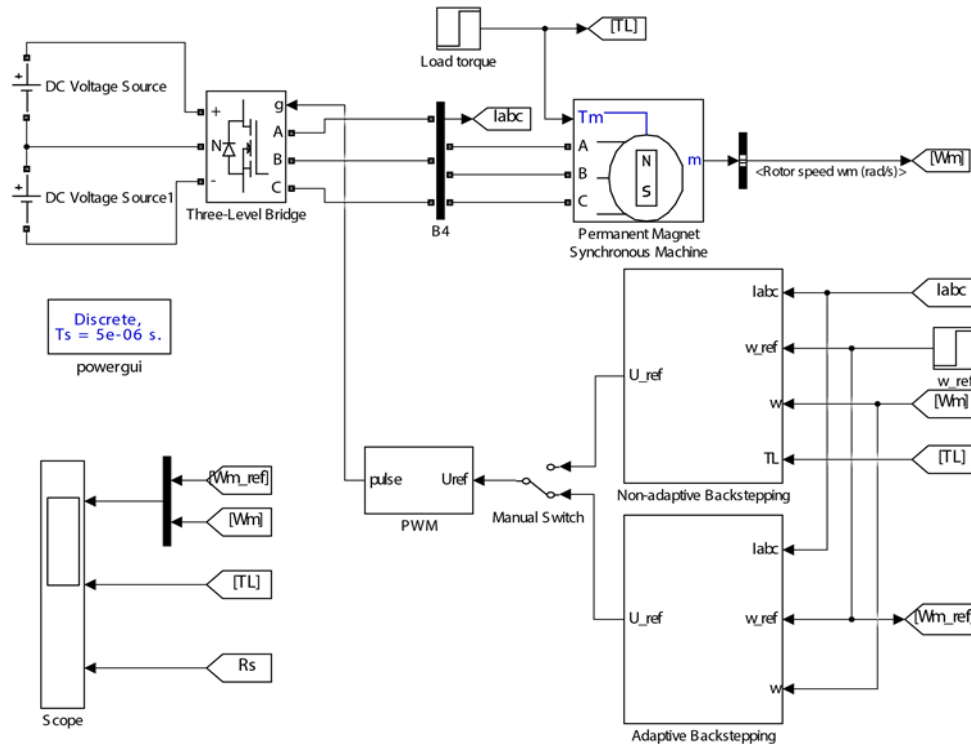 [TL]
Load torque
+
DC Voltage Source
+
DC Voltage Source1
+
N
-
g
A
B
C
Three-Level Bridge
Iabc
B4
Tm
A
B
C
N
S
m
Permanent Magnet
Synchronous Machine
<Rotor speed wm (rad/s)>
[Wm]
Discrete,
Ts = 5e-06 s.
powergui
Iabc
w_ref
w
TL
U_ref
Non-adaptive Backstepping
Iabc
w_ref
[Wm]
[TL]
pulse
Uref
PWM
Manual Switch
Iabc
w_ref
w
U_ref
Adaptive Backstepping
[Wm_ref]
[Wm_ref]
[Wm]
[TL]
Rs
Scope